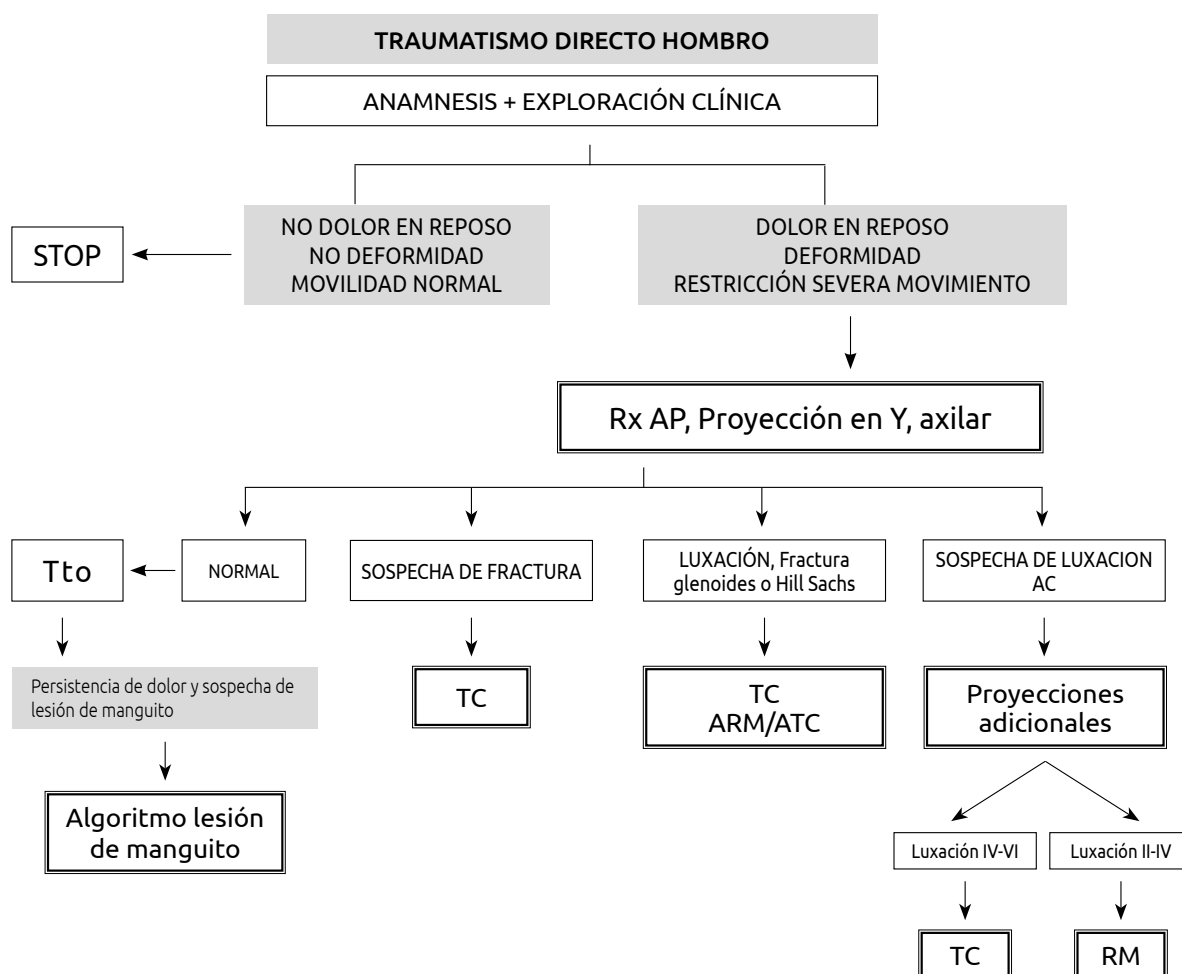 TRAUMATISMO DIRECTO HOMBRO
ANAMNESIS + EXPLORACIÓN CLÍNICA
STOP
NO DOLOR EN REPOSO
NO DEFORMIDAD
MOVILIDAD NORMAL
DOLOR EN REPOSO
DEFORMIDAD
RESTRICCIÓN SEVERA MOVIMIENTO
Rx AP, Proyección en Y, axilar
Tto
NORMAL
SOSPECHA DE FRACTURA
LUXACIÓN, Fractura
glenoides o Hill Sachs
SOSPECHA DE LUXACION
AC
Persistencia de dolor y sospecha de
lesión de manguito
TC
TC
ARM/ATC
Proyecciones
adicionales
Algoritmo lesión
de manguito
Luxación IV-VI
Luxación II-IV
TC
RM